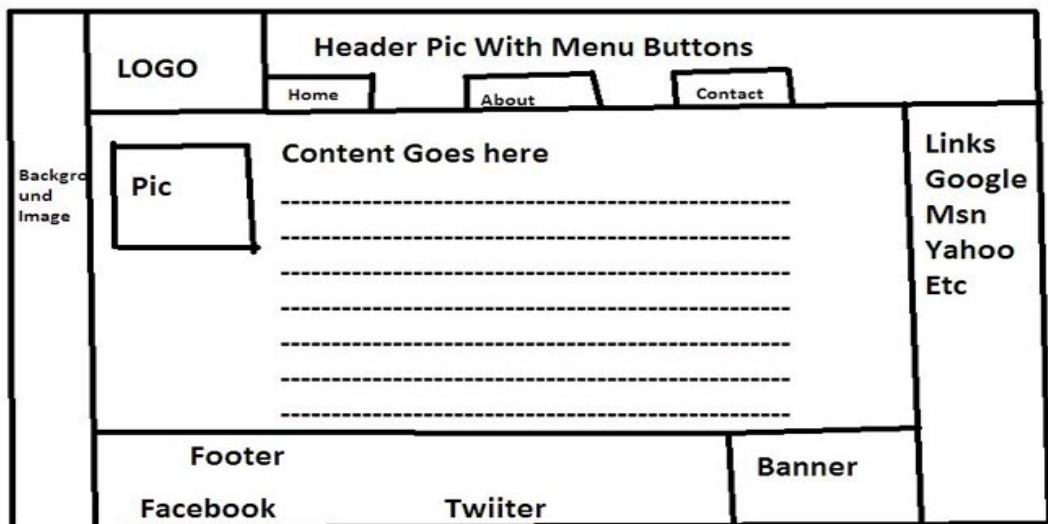 Header Pic With Menu Buttons
LOGO
Home
About
Contact
Backgro
und
Image
Pic
Content Goes here
--------------------------------------------
--------------------------------------------
--------------------------------------------
--------------------------------------------
--------------------------------------------
--------------------------------------------
--------------------------------------------
Links
Google
Msn
Yahoo
Etc
Footer
Facebook
Twiiter
Banner